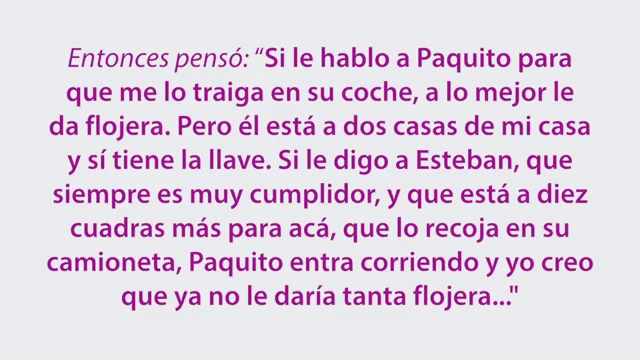 Entonces pensó: “Si le hablo a Paquito para
que me lo traiga en su coche, a lo mejor le
da flojera. Pero él está a dos casas de mi casa
y sí tiene la llave. Si le digo a Esteban, que
siempre es muy cumplidor, y que está a diez
cuadras más para acá, que lo recoja en su
camioneta, Paquito entra corriendo y yo creo
que ya no le daría tanta flojera..."